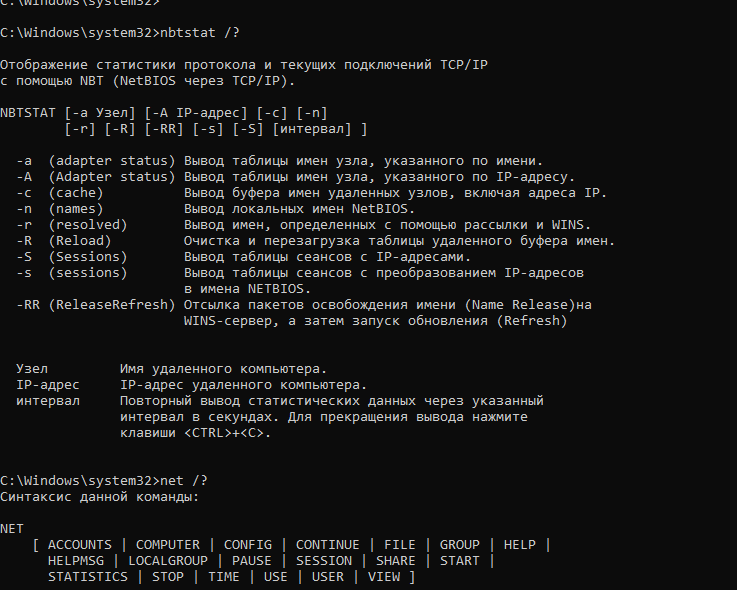 C:\Windows\system32>
C:\Windows\system32>nbtstat /?
Отображение статистики протокола и текущих подключений TCP/IP
с помощью NBT (NetBIOS через TCP/IP).
NBTSTAT [-a Узел] [-A IP-адрес] [-c] [-n]
[-r] [-R] [-RR] [-s] [-S] [интервал] ]
-a (adapter status) Вывод таблицы имен узла, указанного по имени.
-A (Adapter status) Вывод таблицы имен узла, указанного по IP-адресу.
-c (cache) Вывод буфера имен удаленных узлов, включая адреса IP.
-n (names) Вывод локальных имен NetBIOS.
-r (resolved) Вывод имен, определенных с помощью рассылки и WINS.
-R (Reload) Очистка и перезагрузка таблицы удаленного буфера имен.
-S (Sessions) Вывод таблицы сеансов с IP-адресами.
-s (sessions) Вывод таблицы сеансов с преобразованием IP-адресов
в имена NETBIOS.
-RR (ReleaseRefresh) Отсылка пакетов освобождения имени (Name Release)на
WINS-сервер, а затем запуск обновления (Refresh)
Узел Имя удаленного компьютера.
IP-адрес IP-адрес удаленного компьютера.
интервал Повторный вывод статистических данных через указанный
интервал в секундах. Для прекращения вывода нажмите
клавиши <CTRL>+<C>.
C:\Windows\system32>net /?
Синтаксис данной команды:
NET
[ ACCOUNTS | COMPUTER | CONFIG | CONTINUE | FILE | GROUP | HELP |
HELPMSG | LOCALGROUP | PAUSE | SESSION | SHARE | START |
STATISTICS | STOP | TIME | USE | USER | VIEW ]